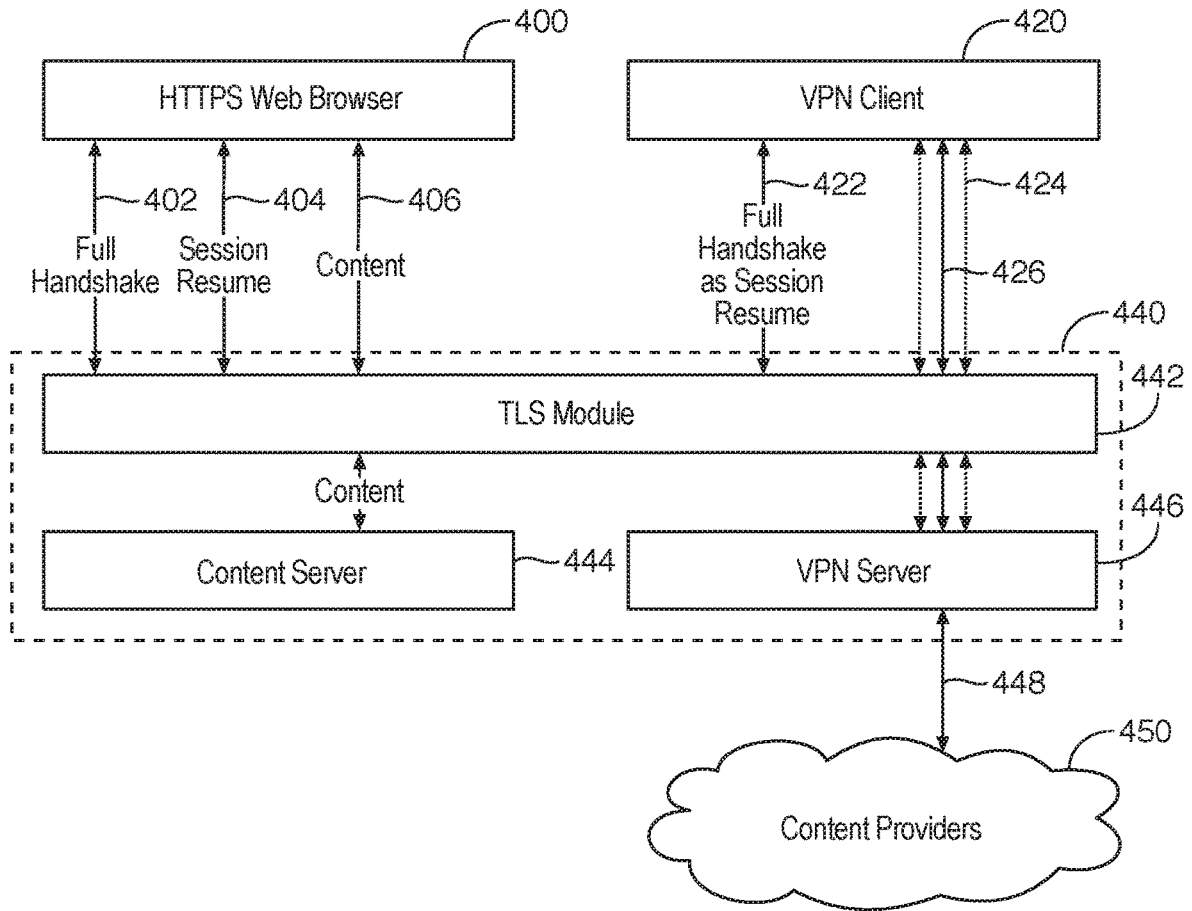 400
420
HTTPS Web Browser
VPN Client
402
404
406
422
424
Full
Handshake
Session
Resume
Content
Full
Handshake
as Session
Resume
426
440
442
TLS Module
Content
446
Content Server
444
VPN Server
448
450
Content Providers